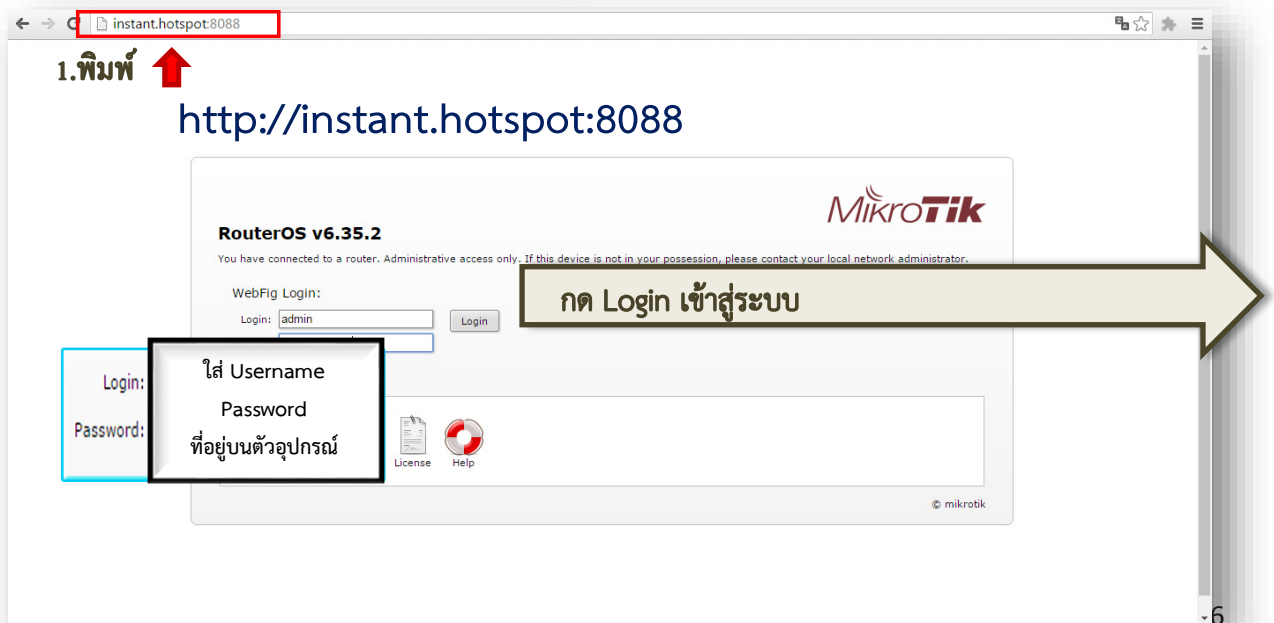 instant.hotspot:8088
1.พิมพ์
http://instant.hotspot:8088
MikroTik
RouterOS v6.35.2
You have connected to a router. Administrative access only. If this device is not in your possession, please contact your local network administrator.
WebFig Login:
Login: admin
Login
กด Login เข้าสู่ระบบ
Login:
Password:
ใส่ Username
Password
ที่อยู่บนตัวอุปกรณ์
License
Help
© mikrotik
6